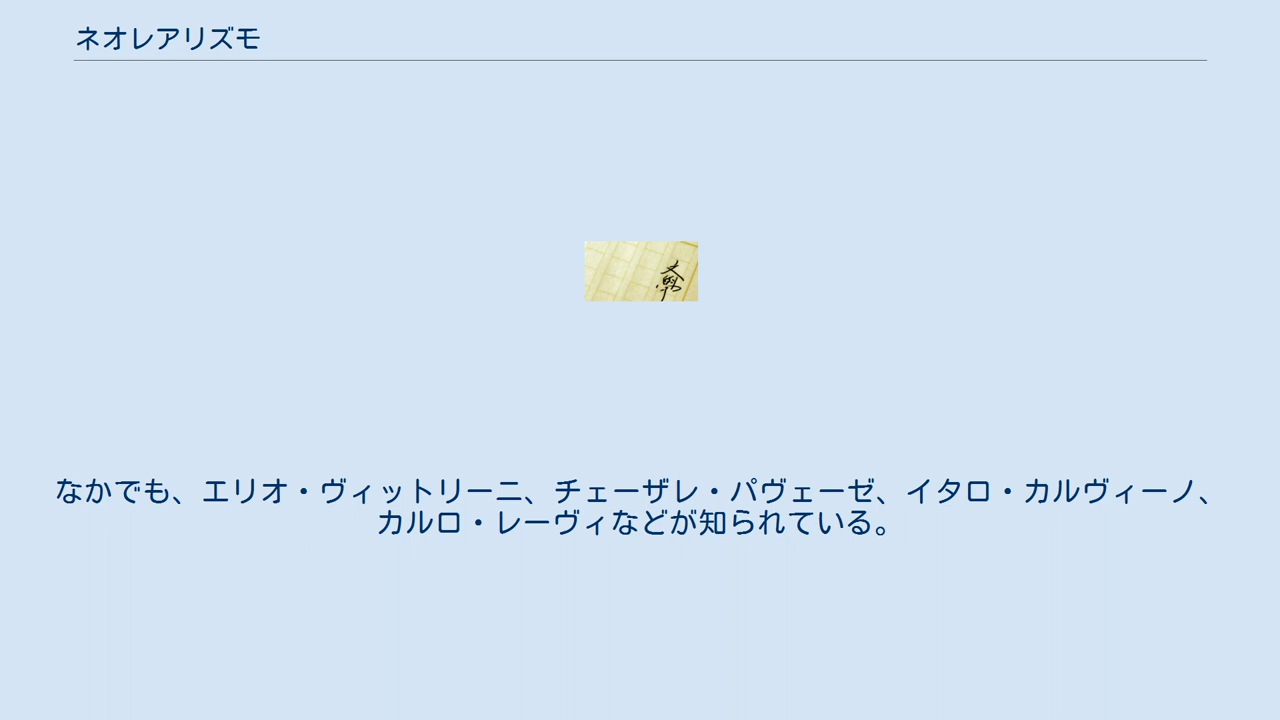 ネオレアリズモ
なかでも、エリオ・ヴィットリーニ、チェーザレ・パヴェーゼ、イタロ・カルヴィーノ、
カルロ・レーヴィなどが知られている。